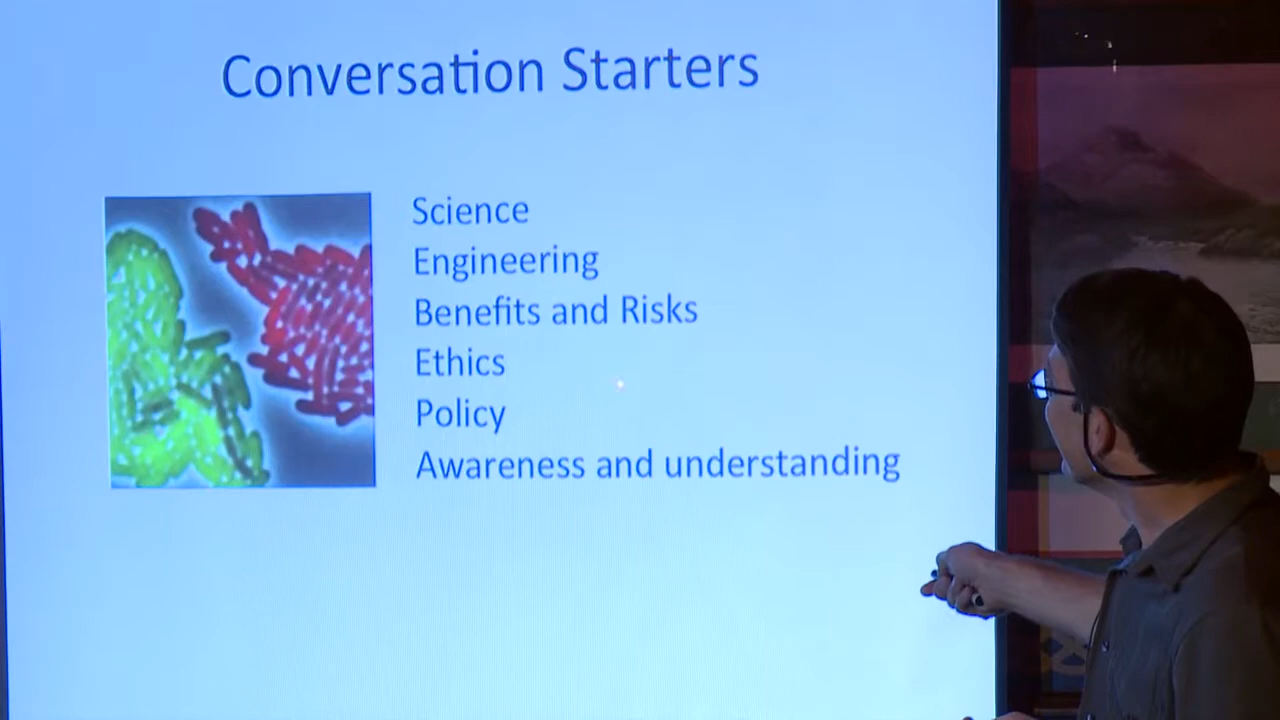 Conversation Starters
Science
Engineering
Benefits and Risks
Ethics
Policy
Awareness and understanding